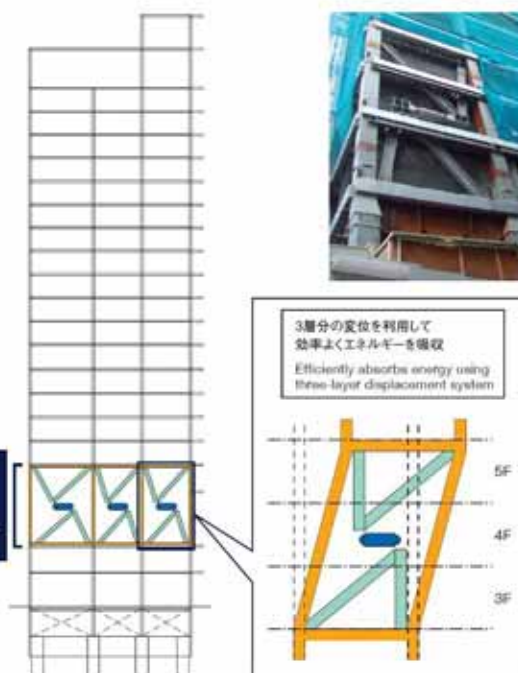 3層分の変位を利用して
効率よくエネルギーを吸収
Efficiently absorbs energy using
three-layer displacement system
5F
4F
3F